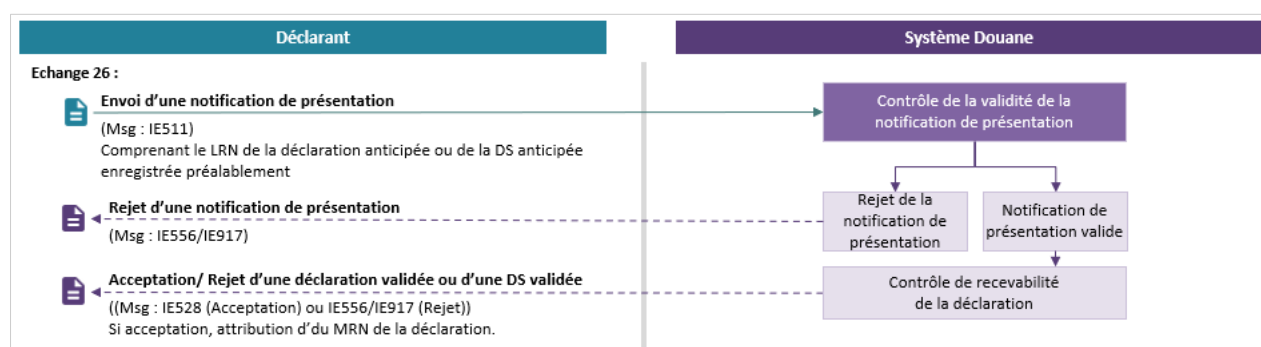 Déclarant
Système Douane
Echange 26 :
Envoi d’une notification de présentation
(Msg : IE511)
Comprenant le LRN de la déclaration anticipée ou de la DS anticipée
enregistrée préalablement
Contrôle de la validité de la
notification de présentation
Rejet d’une notification de présentation
(Msg : IE556/IE917)
Rejet de la
notification de
présentation
Notification de
présentation valide
Acceptation/ Rejet d’une déclaration validée ou d’une DS validée
((Msg : IE528 (Acceptation) ou IE556/IE917 (Rejet))
Si acceptation, attribution d’du MRN de la déclaration.
Contrôle de recevabilité
de la déclaration